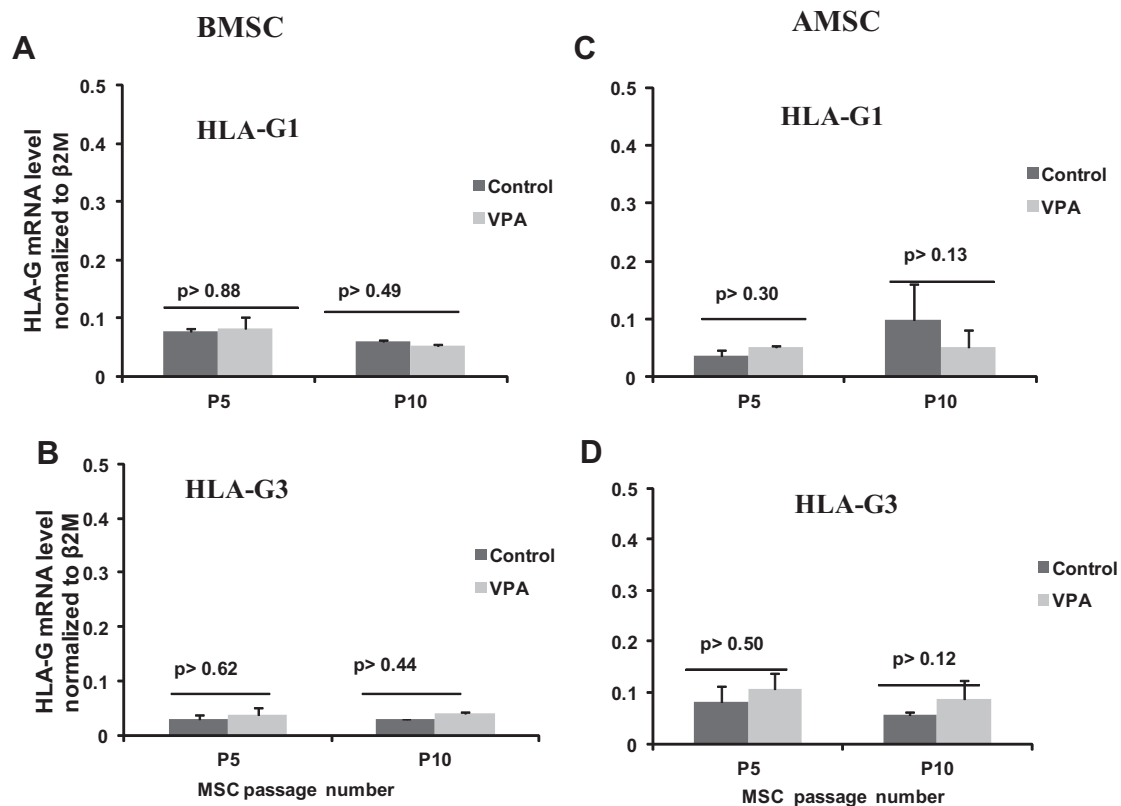 BMSC
A
HLA-G mRNA level
normalized to β2M
0.5
0.4
0.3
0.2
0.1
0
HLA-G1
Control
VPA
p> 0.88
p> 0.49
P5
P10
AMSC
C
0.5
0.4
0.3
0.2
0.1
0
HLA-G1
Control
VPA
p> 0.30
p> 0.13
P5
P10
B
HLA-G mRNA level
normalized to β2M
0.5
0.4
0.3
0.2
0.1
0
HLA-G3
Control
VPA
p> 0.62
p> 0.44
P5
P10
MSC passage number
D
0.5
0.4
0.3
0.2
0.1
0
HLA-G3
Control
VPA
p> 0.50
p> 0.12
P5
P10
MSC passage number